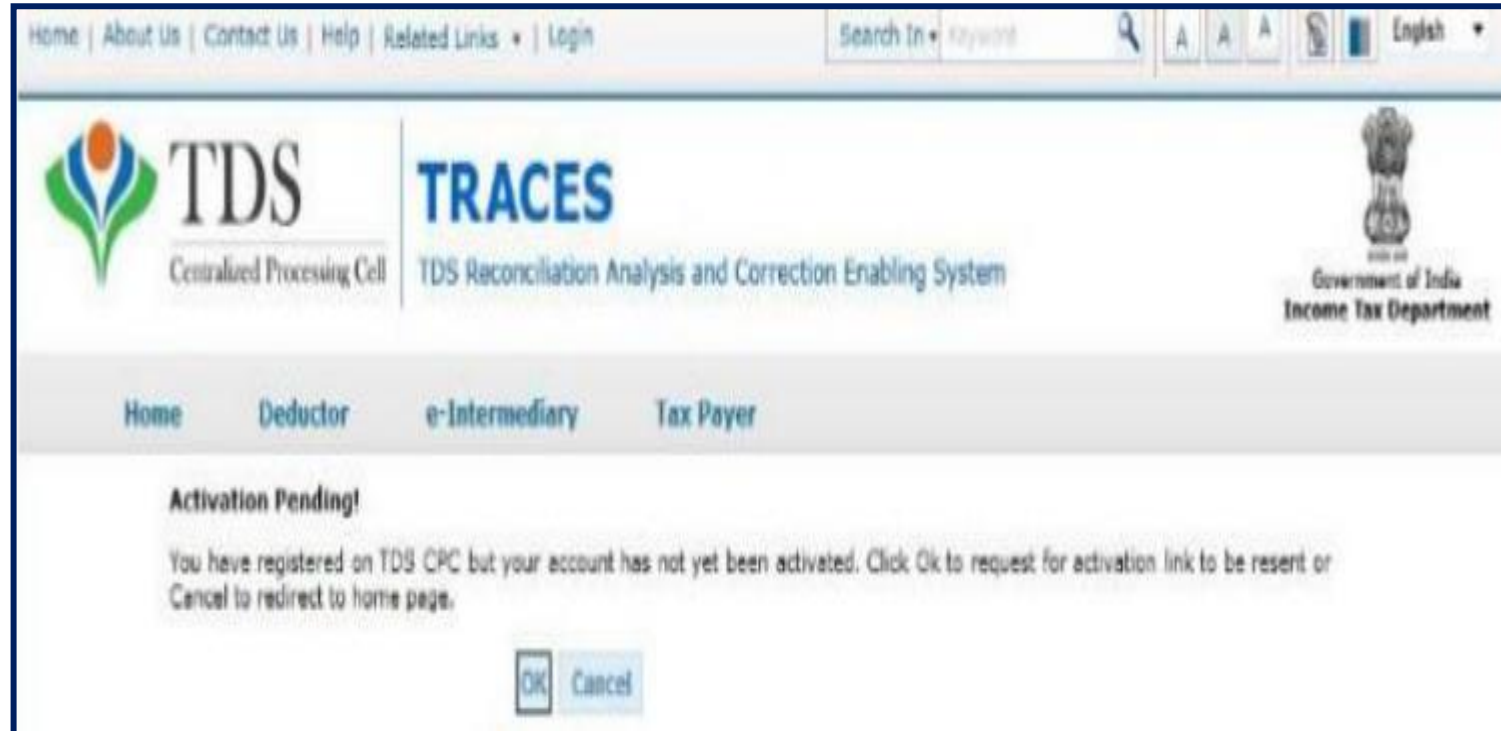 Home | About Us | Contact Us | Help | Related Links | Login
Search In Keyword A A A English
TDS
Centralized Processing Cell
TRACES
TDS Reconciliation Analysis and Correction Enabling System
Government of India
Income Tax Department
Home Deductor e-Intermediary Tax Payer
Activation Pending!
You have registered on TDS CPC but your account has not yet been activated. Click Ok to request for activation link to be resent or
Cancel to redirect to home page.
OK Cancel